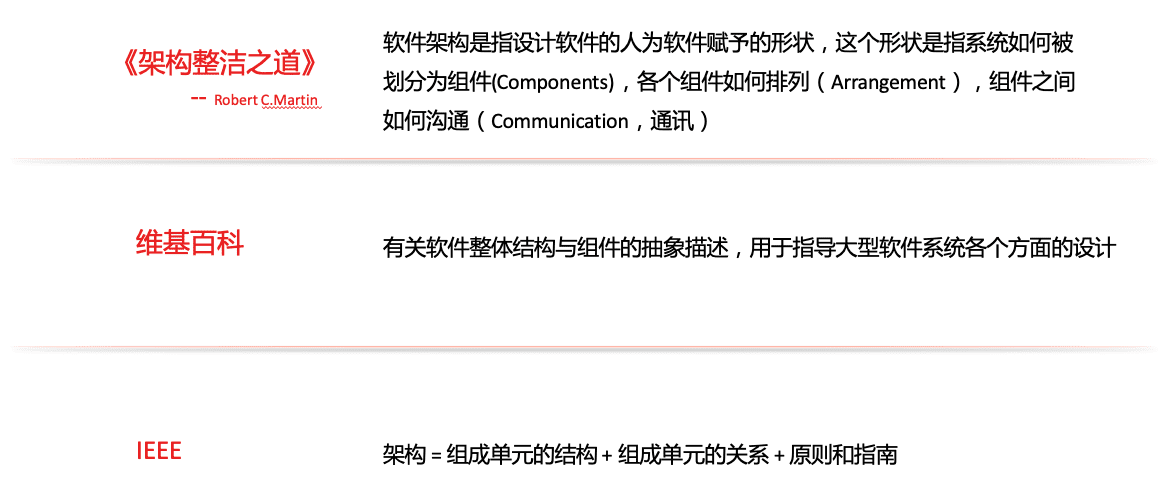 《架构整洁之道》
-- Robert C.Martin
软件架构是指设计软件的人为软件赋予的形状，这个形状是指系统如何被
划分为组件(Components)，各个组件如何排列（Arrangement），组件之间
如何沟通（Communication，通讯）
维基百科
有关软件整体结构与组件的抽象描述，用于指导大型软件系统各个方面的设计
IEEE
架构 = 组成单元的结构 + 组成单元的关系 + 原则和指南